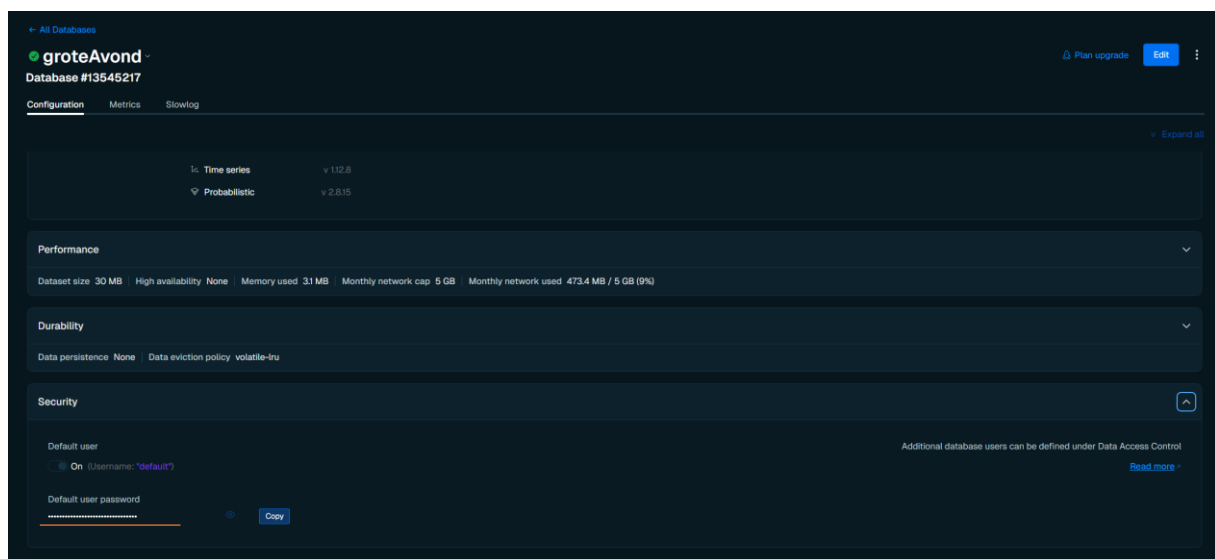 ← All Databases
groteAvond
Plan upgrade Edit
Database #13545217
Configuration Metrics Slowlog
Expand all
Time series v 1.12.8
Probabilistic v 2.8.15
Performance
Dataset size 30 MB High availability None Memory used 3.1 MB Monthly network cap 5 GB Monthly network used 473.4 MB / 5 GB (9%)
Durability
Data persistence None Data eviction policy volatile-lru
Security
Default user
Additional database users can be defined under Data Access Control
On (Username: "default")
Read more
Default user password
••••••••••••••••••••••••••••••••
Copy